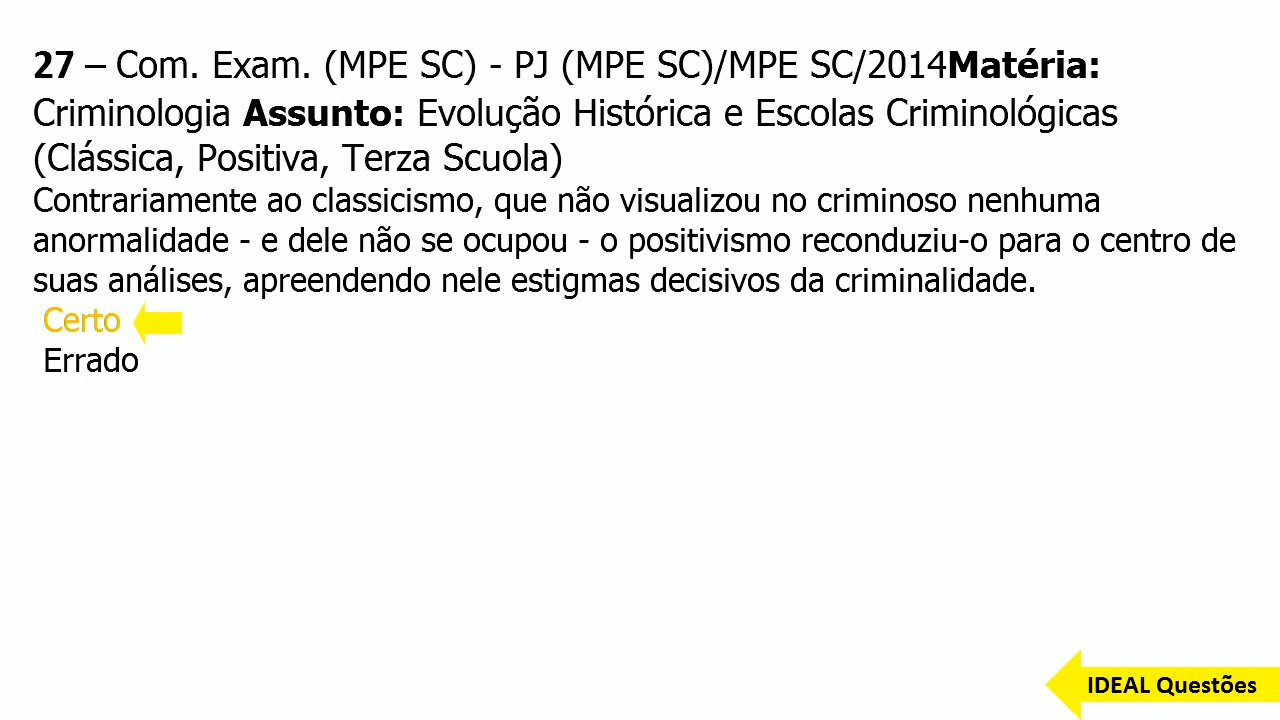 27 – Com. Exam. (MPE SC) - PJ (MPE SC)/MPE SC/2014Matéria:
Criminologia Assunto: Evolução Histórica e Escolas Criminológicas
(Clássica, Positiva, Terza Scuola)
Contrariamente ao classicismo, que não visualizou no criminoso nenhuma
anormalidade - e dele não se ocupou - o positivismo reconduziu-o para o centro de
suas análises, apreendendo nele estigmas decisivos da criminalidade.
Certo
Errado
IDEAL Questões